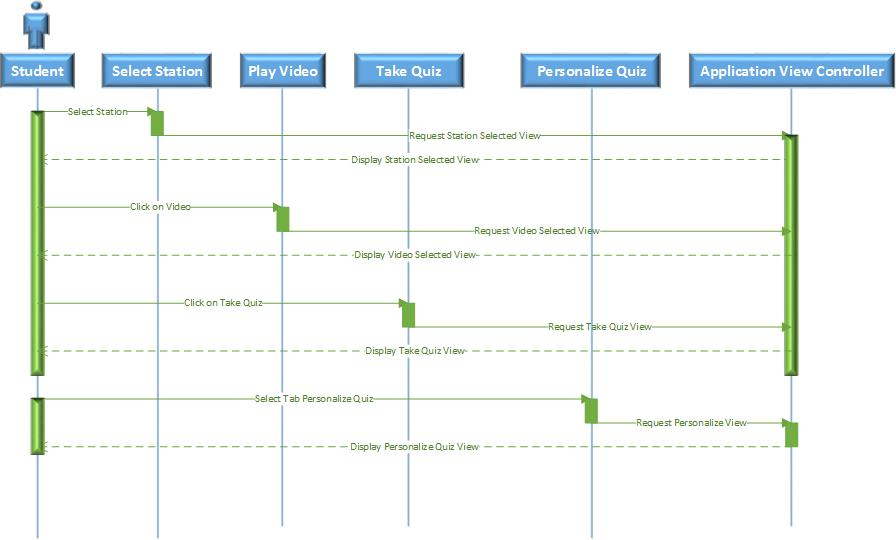 Student
Select Station
Play Video
Take Quiz
Personalize Quiz
Application View Controller
Select Station
Request Station Selected View
Display Station Selected View
Click on Video
Request Video Selected View
Display Video Selected View
Click on Take Quiz
Request Take Quiz View
Display Take Quiz View
Select Tab Personalize Quiz
Request Personalize View
Display Personalize Quiz View